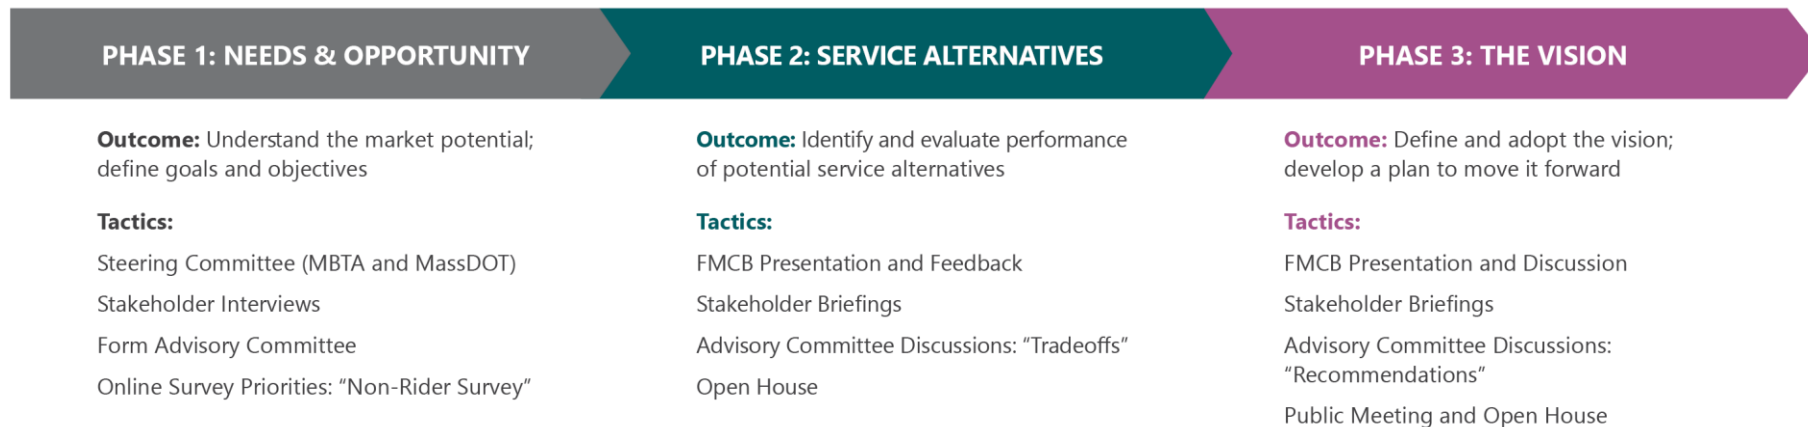 PHASE 1: NEEDS & OPPORTUNITY
Outcome: Understand the market potential;
define goals and objectives
Tactics:
Steering Committee (MBTA and MassDOT)
Stakeholder Interviews
Form Advisory Committee
Online Survey Priorities: “Non-Rider Survey”
PHASE 2: SERVICE ALTERNATIVES
Outcome: Identify and evaluate performance
of potential service alternatives
Tactics:
FMCB Presentation and Feedback
Stakeholder Briefings
Advisory Committee Discussions: “Tradeoffs”
Open House
PHASE 3: THE VISION
Outcome: Define and adopt the vision;
develop a plan to move it forward
Tactics:
FMCB Presentation and Discussion
Stakeholder Briefings
Advisory Committee Discussions:
“Recommendations”
Public Meeting and Open House